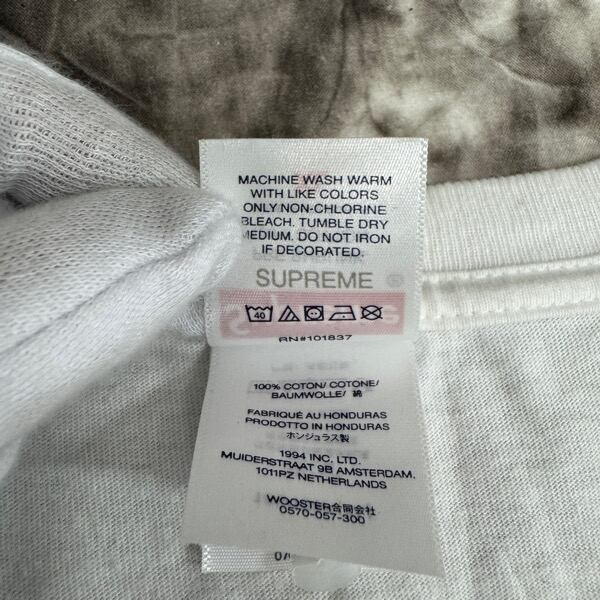 MACHINE WASH WARM
WITH LIKE COLORS
ONLY NON-CHLORINE
BLEACH. TUMBLE DRY
MEDIUM. DO NOT IRON
IF DECORATED.
SUPREME
40
RN#101837
100% COTON/ COTONE/
BAUMWOLLE/ 綿
FABRIQUÉ AU HONDURAS
PRODOTTO IN HONDURAS
ホンジュラス製
1994 INC. LTD.
MUIDERSTRAAT 9B AMSTERDAM.
1011PZ NETHERLANDS
WOOSTER合同会社
0570-057-300